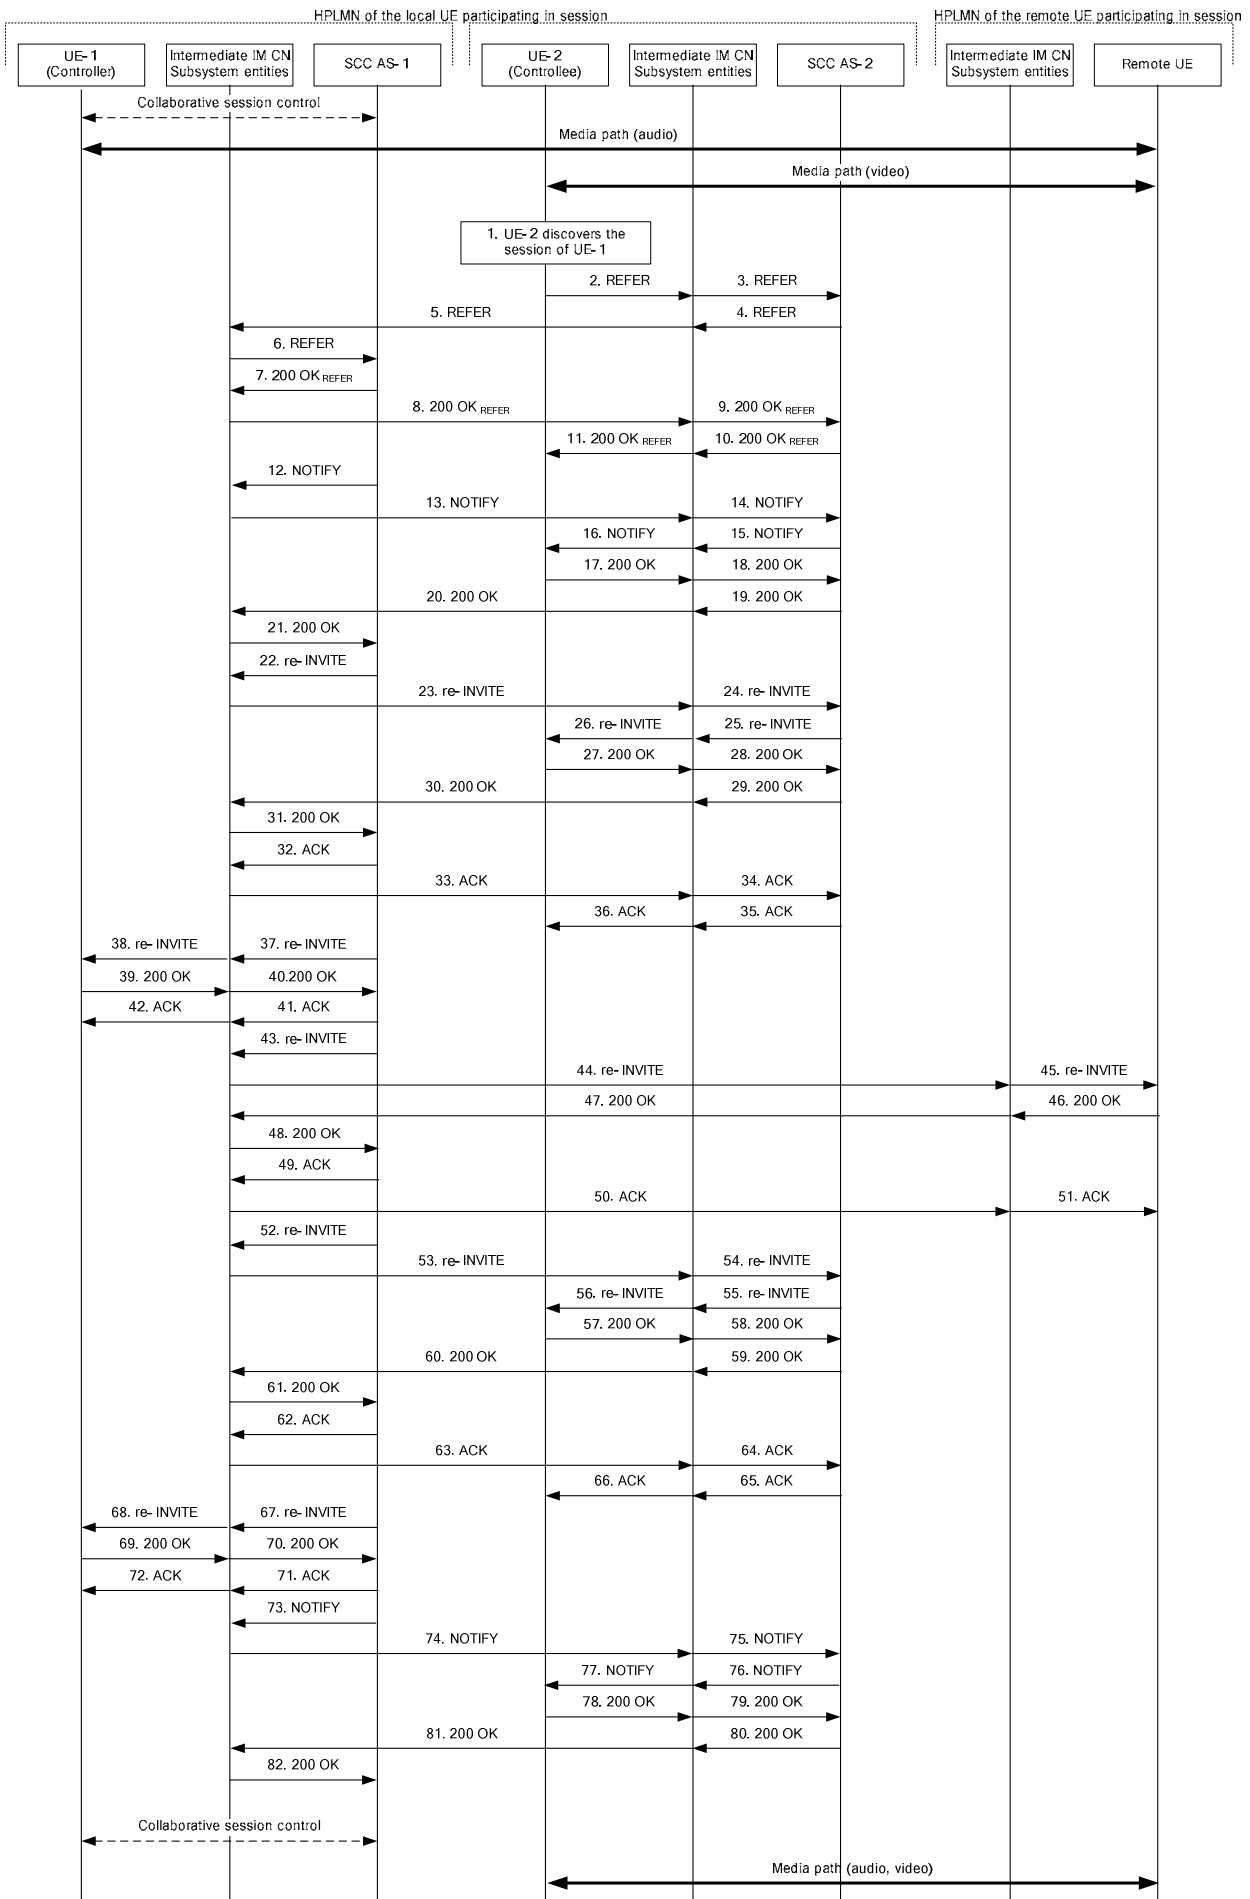 HPLMN of the local UE participating in session
HPLMN of the remote UE participating in session
UE-1
(Controller)
Intermediate IM CN
Subsystem entities
SCC AS-1
UE-2
(Controllee)
Intermediate IM CN
Subsystem entities
SCC AS-2
Intermediate IM CN
Subsystem entities
Remote UE
Collaborative session control
Media path (audio)
Media path (video)
1. UE-2 discovers the
session of UE-1
2. REFER
3. REFER
5. REFER
4. REFER
6. REFER
7. 200 OK REFER
8. 200 OK REFER
9. 200 OK REFER
11. 200 OK REFER
10. 200 OK REFER
12. NOTIFY
13. NOTIFY
14. NOTIFY
16. NOTIFY
15. NOTIFY
17. 200 OK
18. 200 OK
20. 200 OK
19. 200 OK
21. 200 OK
22. re-INVITE
23. re-INVITE
24. re-INVITE
26. re-INVITE
25. re-INVITE
27. 200 OK
28. 200 OK
30. 200 OK
29. 200 OK
31. 200 OK
32. ACK
33. ACK
34. ACK
36. ACK
35. ACK
38. re-INVITE
37. re-INVITE
39. 200 OK
40.200 OK
42. ACK
41. ACK
43. re-INVITE
44. re-INVITE
45. re-INVITE
47. 200 OK
46. 200 OK
48. 200 OK
49. ACK
50. ACK
51. ACK
52. re-INVITE
53. re-INVITE
54. re-INVITE
56. re-INVITE
55. re-INVITE
57. 200 OK
58. 200 OK
60. 200 OK
59. 200 OK
61. 200 OK
62. ACK
63. ACK
64. ACK
66. ACK
65. ACK
68. re-INVITE
67. re-INVITE
69. 200 OK
70. 200 OK
72. ACK
71. ACK
73. NOTIFY
74. NOTIFY
75. NOTIFY
77. NOTIFY
76. NOTIFY
78. 200 OK
79. 200 OK
81. 200 OK
80. 200 OK
82. 200 OK
Collaborative session control
Media path (audio, video)